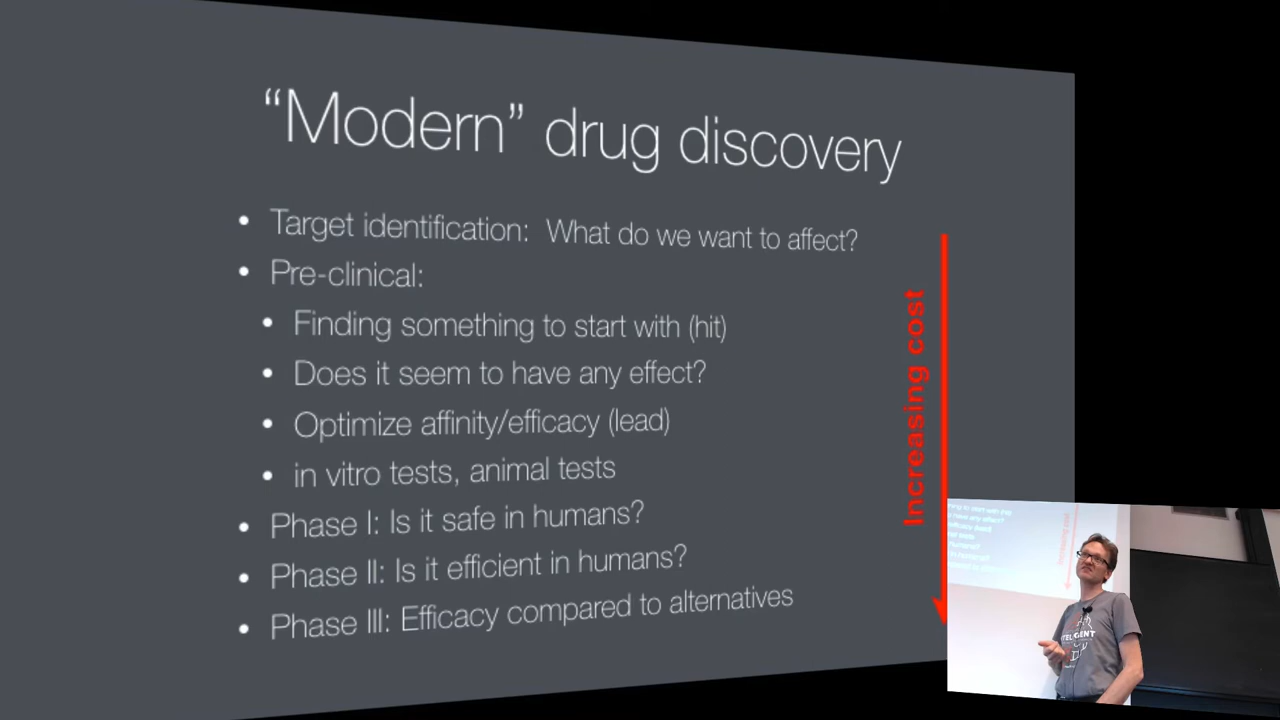 “Modern” drug discovery
• Target identification: What do we want to affect?
• Pre-clinical:
• Finding something to start with (hit)
• Does it seem to have any effect?
• Optimize affinity/efficacy (lead)
• in vitro tests, animal tests
• Phase I: Is it safe in humans?
• Phase II: Is it efficient in humans?
• Phase III: Efficacy compared to alternatives
Increasing cost